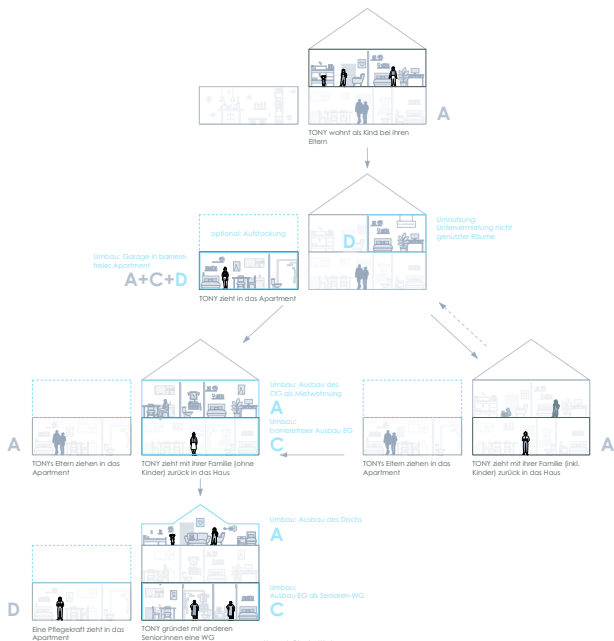 A
TONY wohnt als Kind bei ihren
Eltern
optional: Aufstockung
D
Umnutzung:
Untervermietung nicht
genutzter Räume
Umbau: Garage in barriere-
freies Apartment
A+C+D
TONY zieht in das Apartment
Umbau: Ausbau des
OG als Mietwohnung
A
Umbau:
barrierefreier Ausbau EG
C
A
A
TONYs Eltern ziehen in das
Apartment
TONY zieht mit ihrer Familie (ohne
Kinder) zurück in das Haus
TONYs Eltern ziehen in das
Apartment
TONY zieht mit ihrer Familie (inkl.
Kinder) zurück in das Haus
Umbau: Ausbau des Dachs
A
Umbau:
Ausbau EG als Senioren-WG
C
D
Eine Pflegekraft zieht in das
Apartment
TONY gründet mit anderen
Senior:innen eine WG